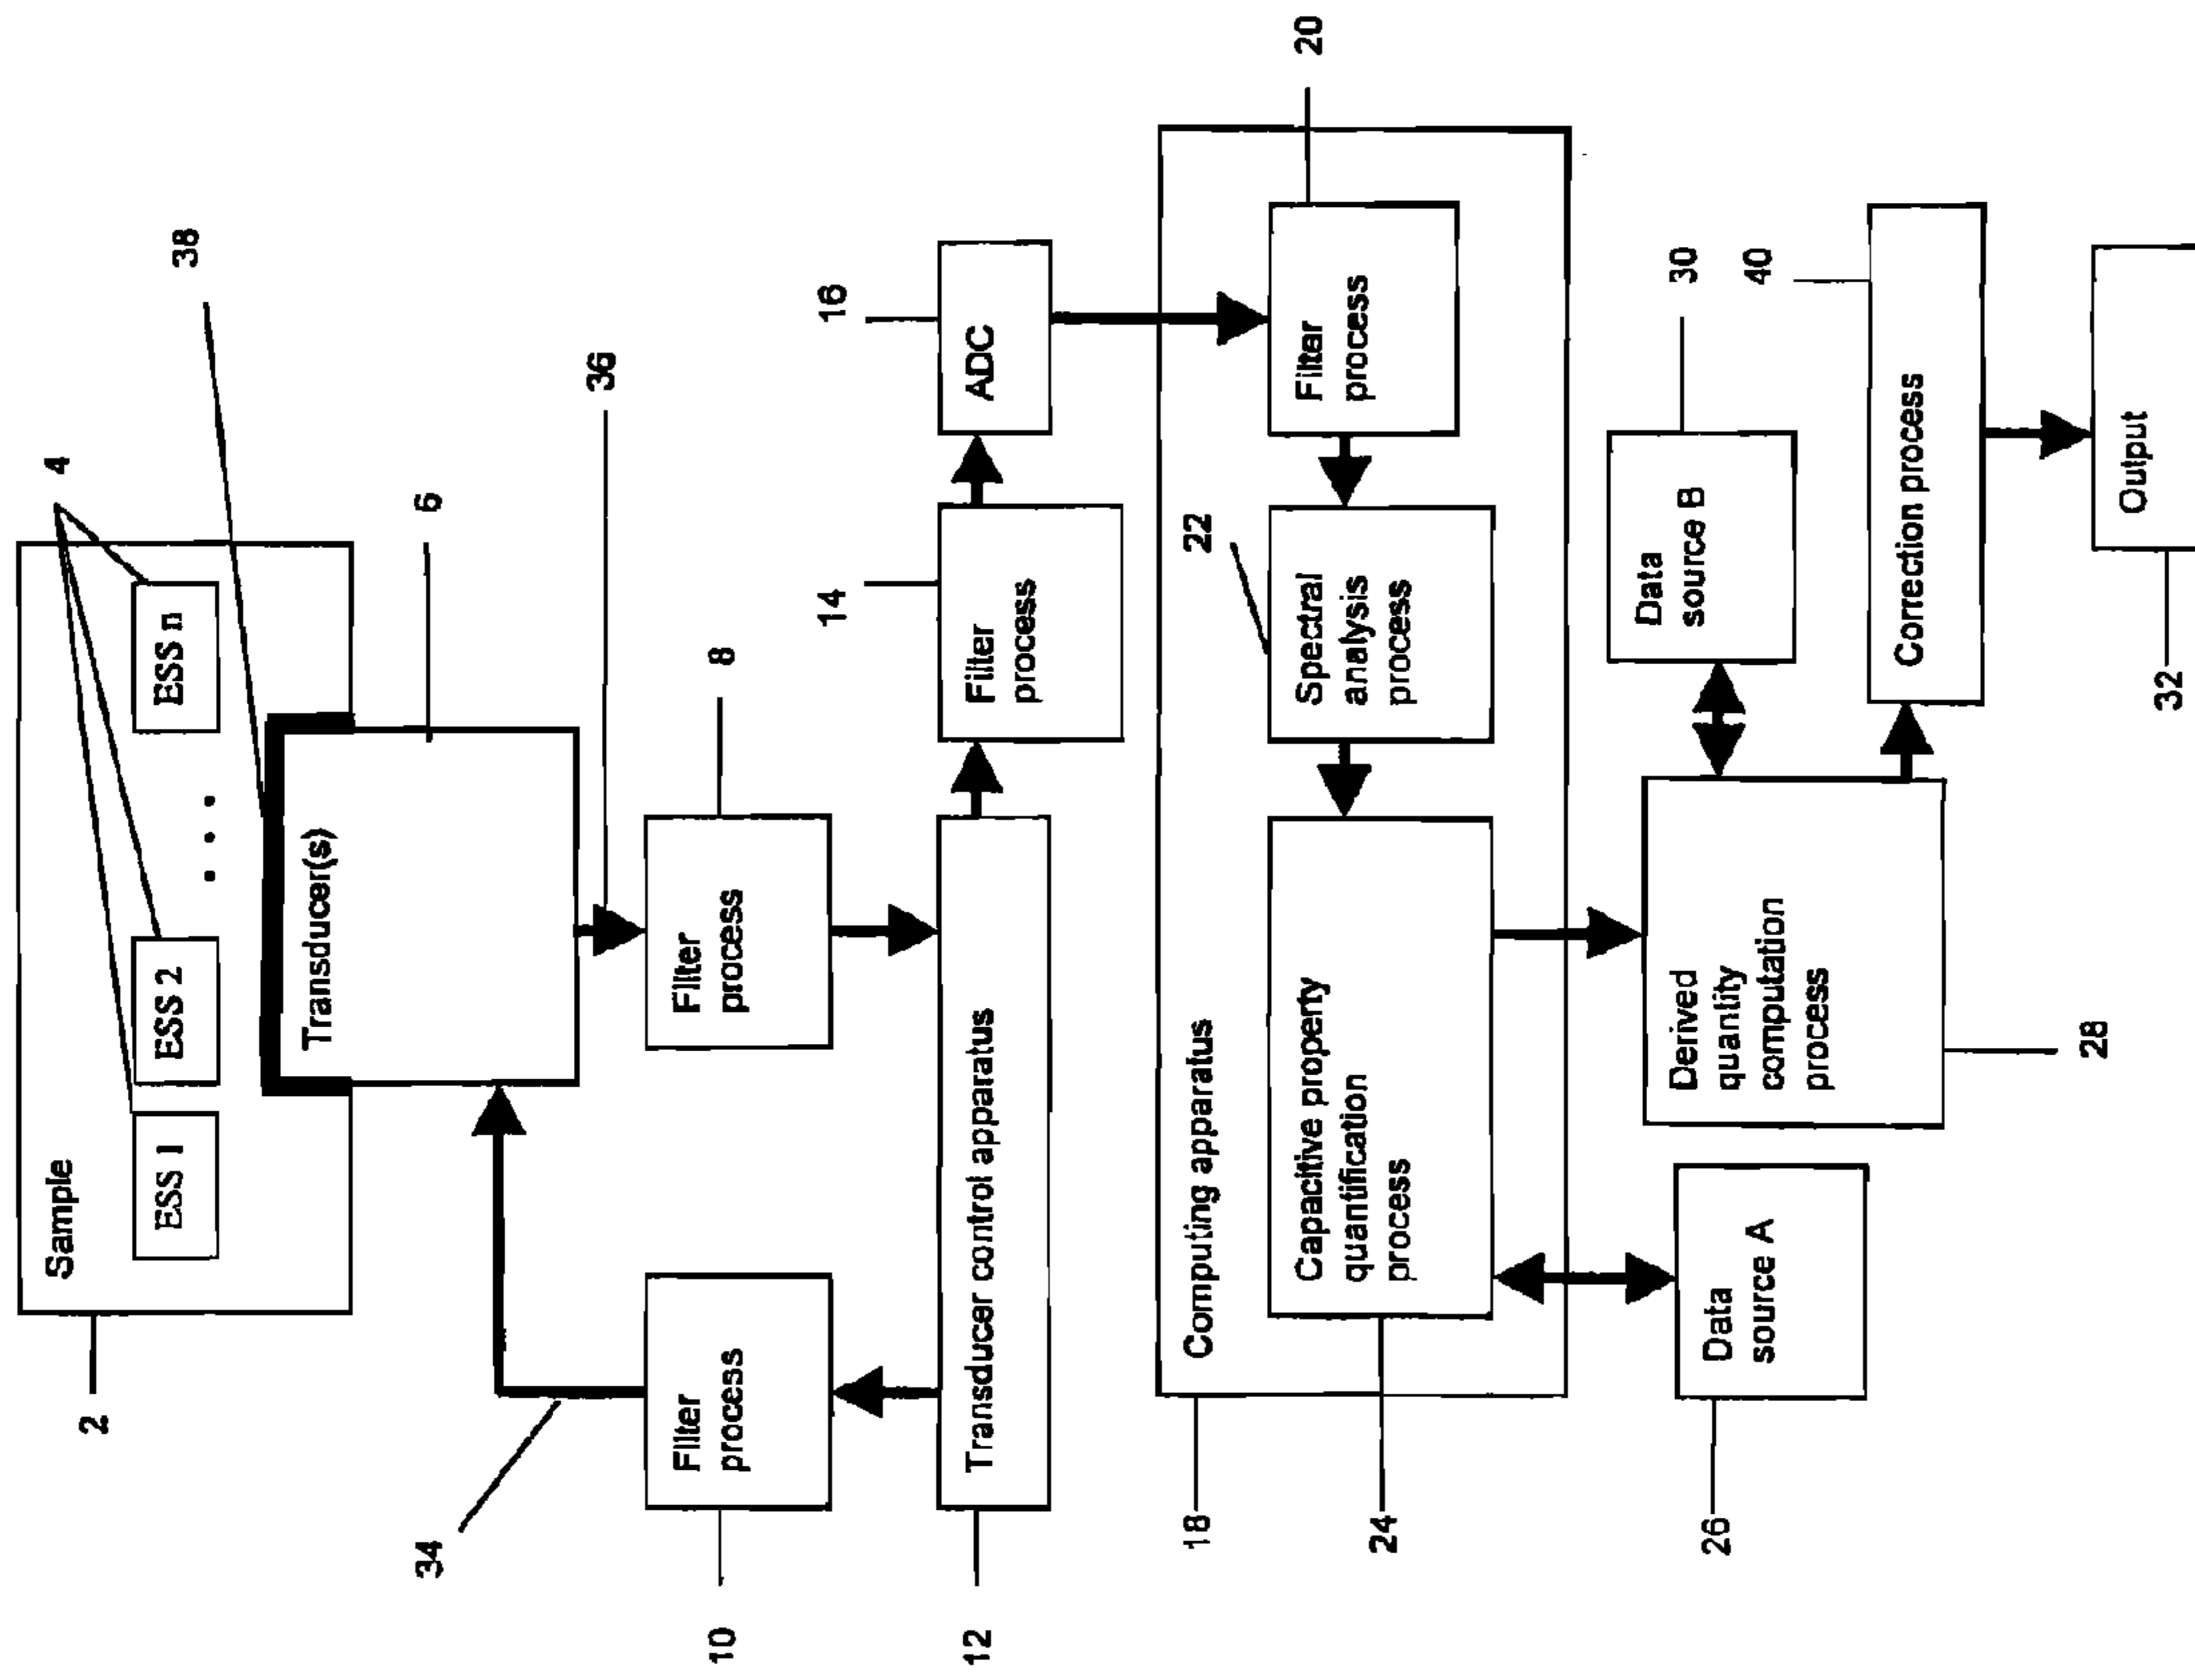 2
Sample
ESS 1
ESS 2
ESS n
4
38
Transducer(s)
6
34
36
10
Filter
process
Filter
process
8
12
Transducer control apparatus
Filter
process
14
ADC
16
18
Computing apparatus
24
Capacitive property
quantification
process
22
Spectral
analysis
process
Filter
process
20
26
Data
source A
Derived
quantity
computation
process
28
Data
source B
30
40
Correction process
Output
32